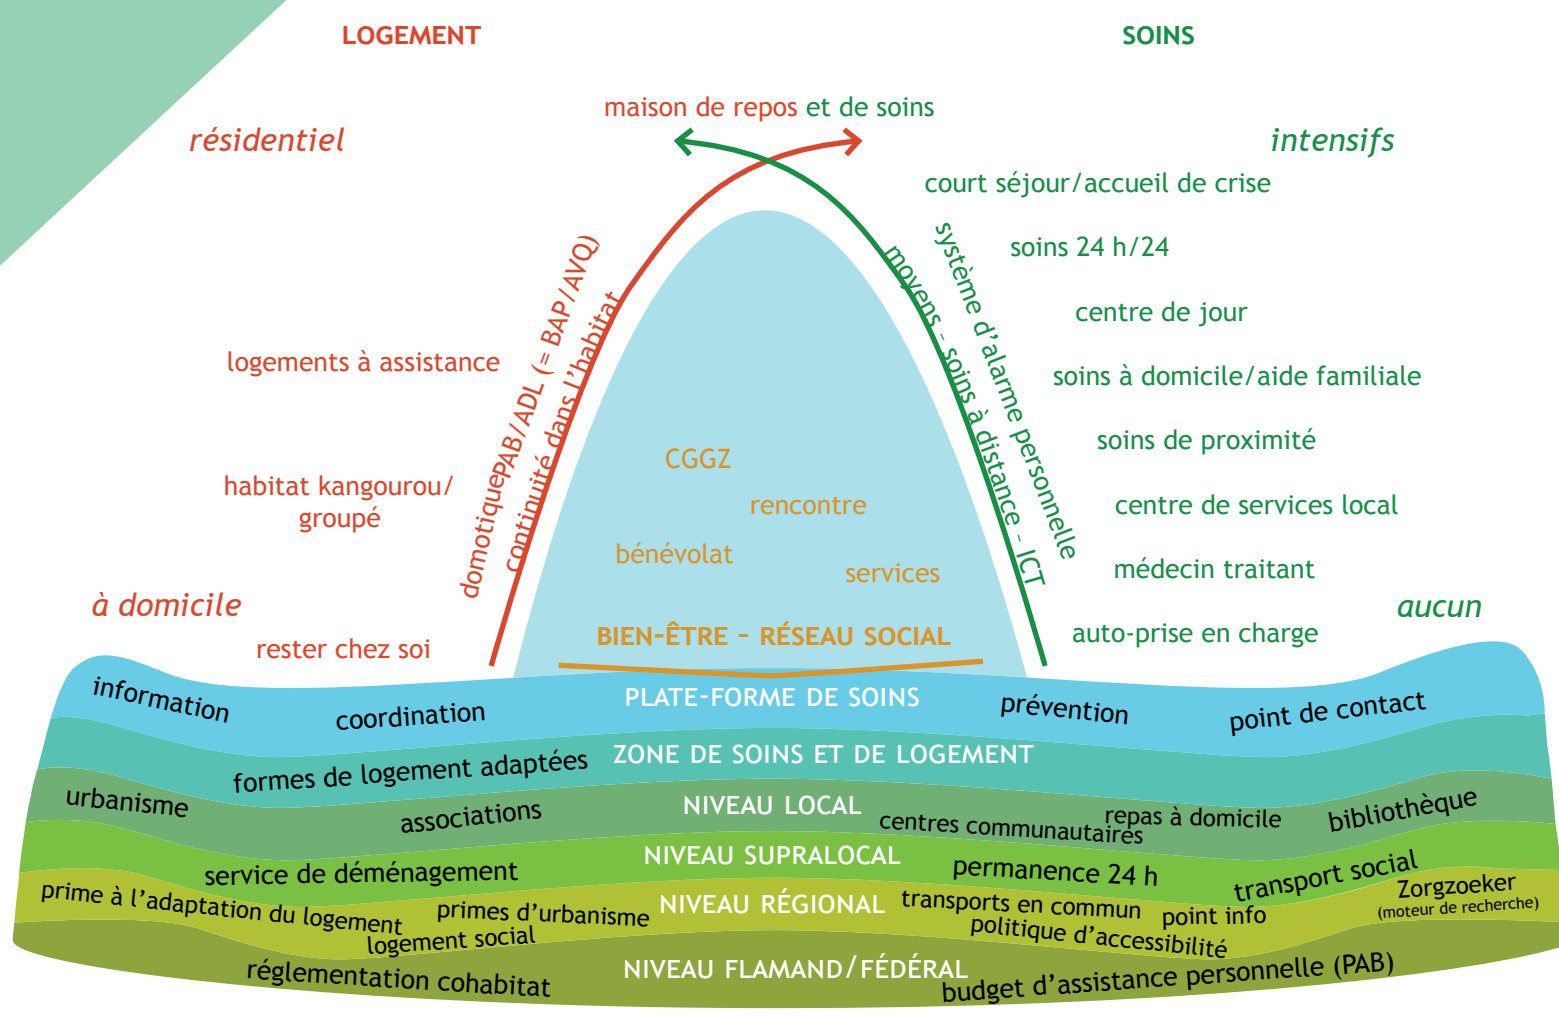 LOGEMENT
SOINS
maison de repos et de soins
résidentiel
intensifs
court séjour/accueil de crise
système d'alarme personnelle
moyens - soins à distance - ICT
soins 24 h/24
centre de jour
domotique
PAB/ADL (= BAP/AVQ)
continuité dans l'habitat
logements à assistance
soins à domicile/aide familiale
soins de proximité
CGGZ
habitat kangourou/
groupé
rencontre
centre de services local
bénévolat
services
médecin traitant
à domicile
aucun
BIEN-ÊTRE – RÉSEAU SOCIAL
auto-prise en charge
rester chez soi
information
coordination
PLATE-FORME DE SOINS
prévention
point de contact
formes de logement adaptées
ZONE DE SOINS ET DE LOGEMENT
urbanisme
associations
NIVEAU LOCAL
centres communautaires
repas à domicile
bibliothèque
service de déménagement
NIVEAU SUPRALOCAL
permanence 24 h
transport social
prime à l'adaptation du logement
primes d'urbanisme
logement social
NIVEAU RÉGIONAL
transports en commun
politique d'accessibilité
point info
Zorgzoeker
(moteur de recherche)
réglementation cohabitat
NIVEAU FLAMAND/FÉDÉRAL
budget d'assistance personnelle (PAB)